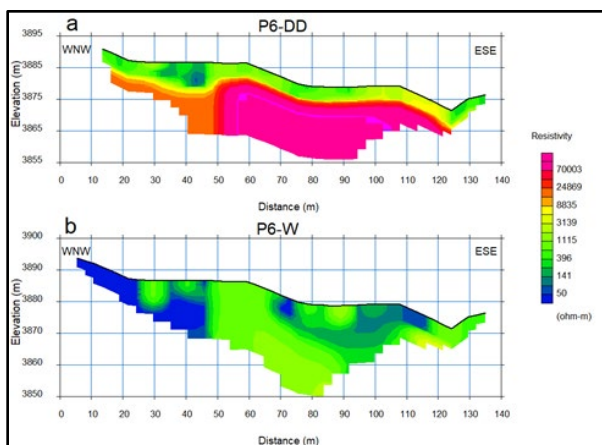 a
P6-DD
WNW
ESE
3895
3885
3875
3865
3855
Elevation (m)
0 10 20 30 40 50 60 70 80 90 100 110 120 130 140
Distance (m)
b
P6-W
WNW
ESE
3900
3890
3880
3870
3860
3850
Elevation (m)
0 10 20 30 40 50 60 70 80 90 100 110 120 130 140
Distance (m)
Resistivity
70003
24869
8835
3139
1115
396
141
50
(ohm-m)